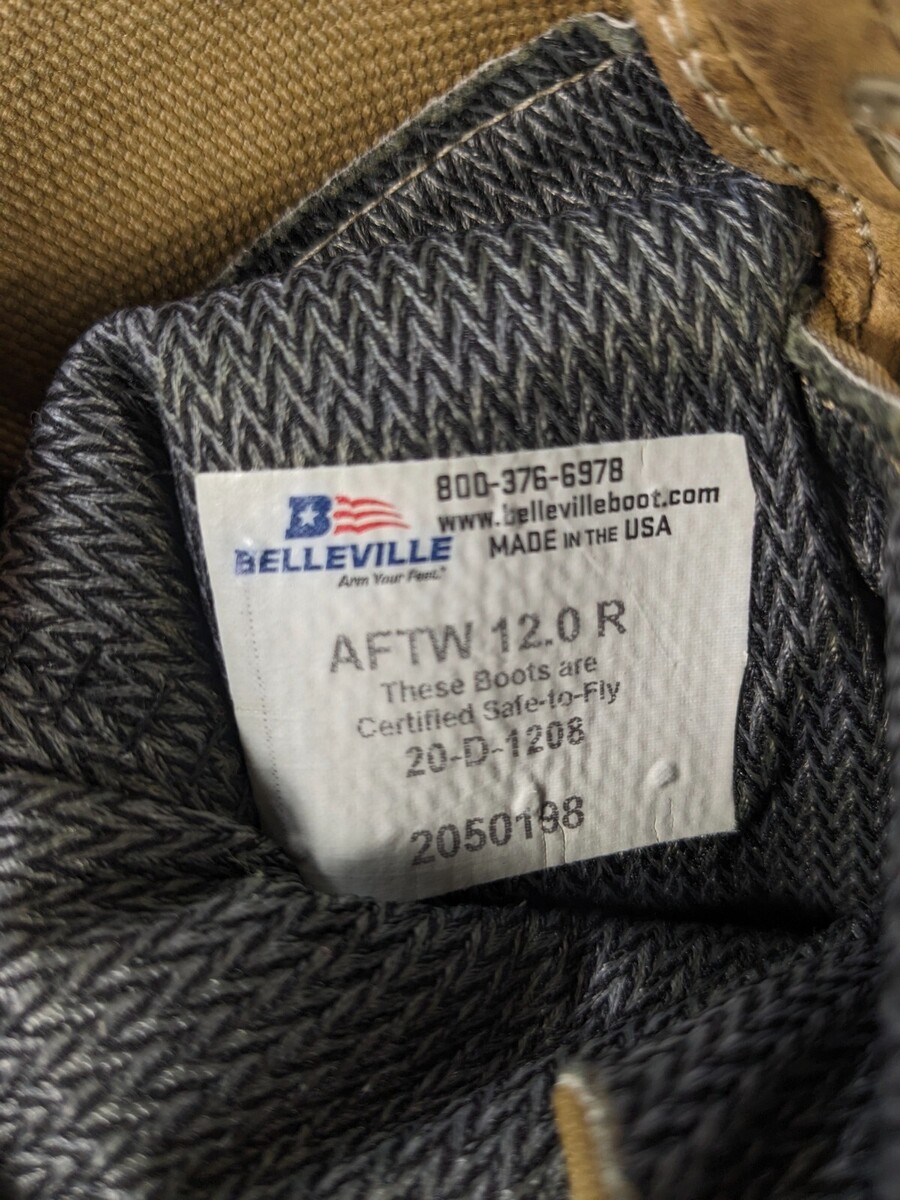 800-376-6978
www.bellevilleboot.com
MADE IN THE USA
B
BELLEVILLE
Arm Your Feet.™
AFTW 12.0 R
These Boots are
Certified Safe-to-Fly
20-D-1208
2050198